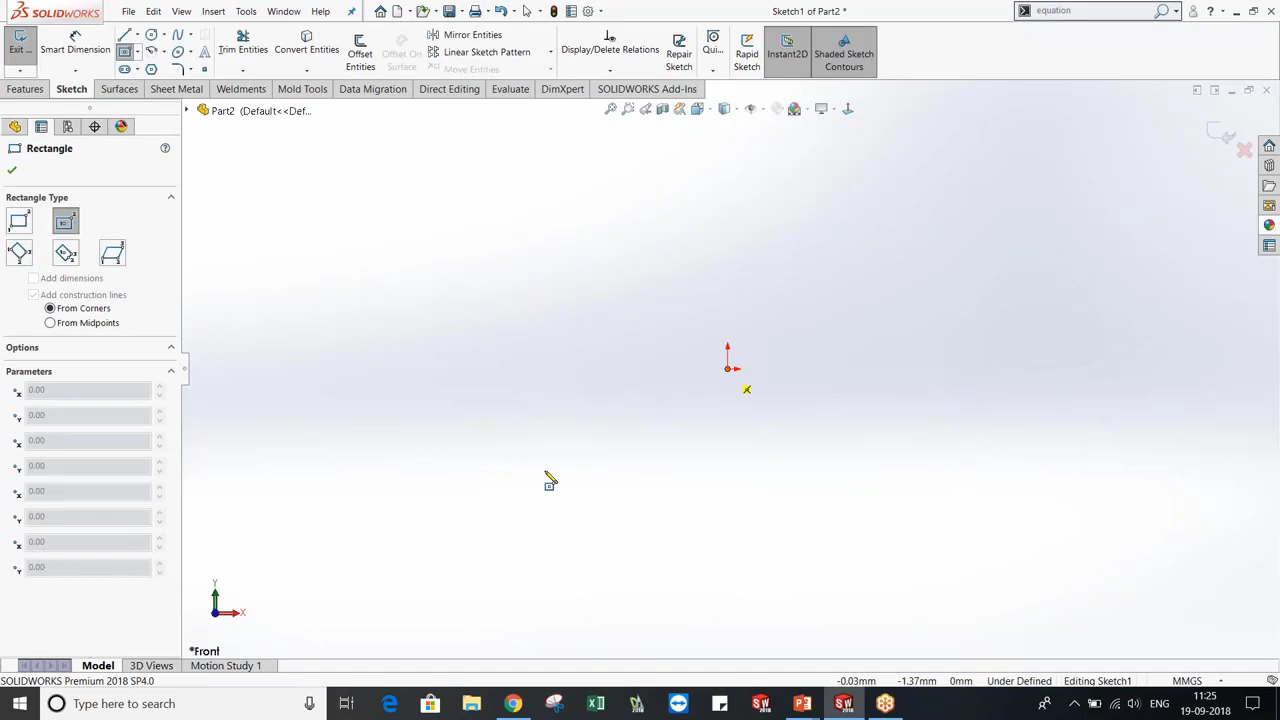 SOLIDWORKS File Edit View Insert Tools Window Help Sketch1 of Part2 * equation
Exit ... Smart Dimension Trim Entities Convert Entities Offset Entities Offset On Surface Mirror Entities Linear Sketch Pattern Move Entities Display/Delete Relations Repair Sketch Qui... Rapid Sketch Instant2D Shaded Sketch Contours
Features Sketch Surfaces Sheet Metal Weldments Mold Tools Data Migration Direct Editing Evaluate DimXpert SOLIDWORKS Add-Ins
Part2 (Default<<Def...
Rectangle
Rectangle Type
Add dimensions
Add construction lines
From Corners
From Midpoints
Options
Parameters
x 0.00
Y 0.00
x 0.00
Y 0.00
x 0.00
Y 0.00
x 0.00
Y 0.00
Y
X
*Front
Model 3D Views Motion Study 1
SOLIDWORKS Premium 2018 SP4.0 -0.03mm -1.37mm 0mm Under Defined Editing Sketch1 MMGS
Type here to search ENG 11:25
19-09-2018